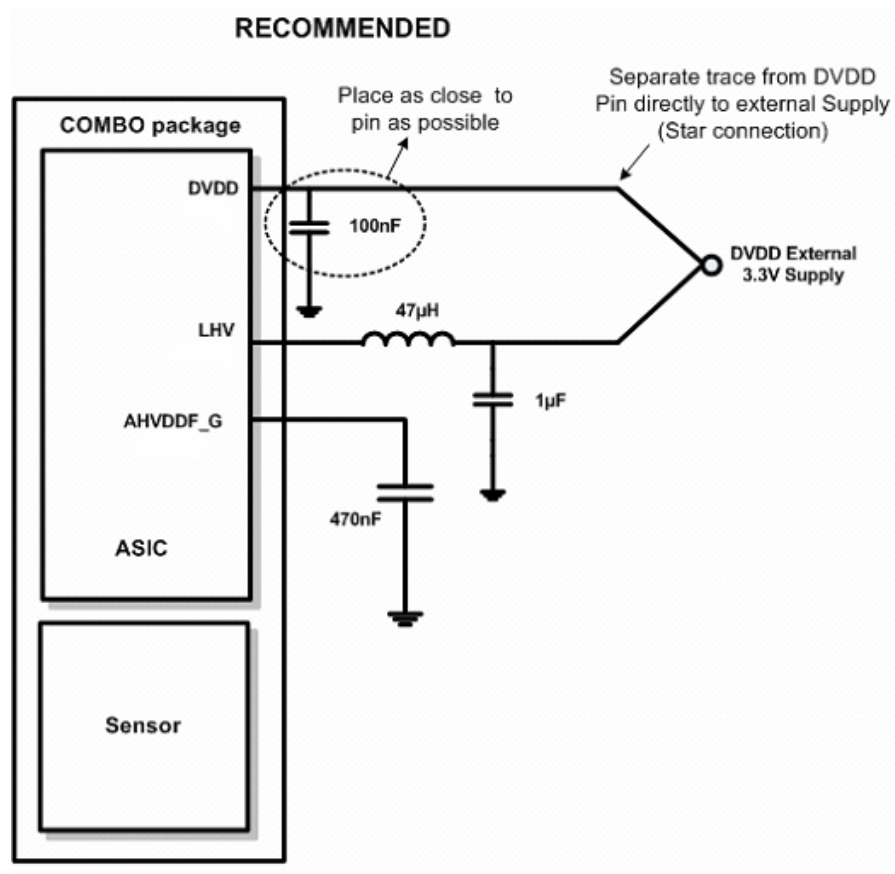 RECOMMENDED
Place as close to
pin as possible
Separate trace from DVDD
Pin directly to external Supply
(Star connection)
COMBO package
DVDD
100nF
DVDD External
3.3V Supply
47µH
LHV
1µF
AHVDDF_G
470nF
ASIC
Sensor